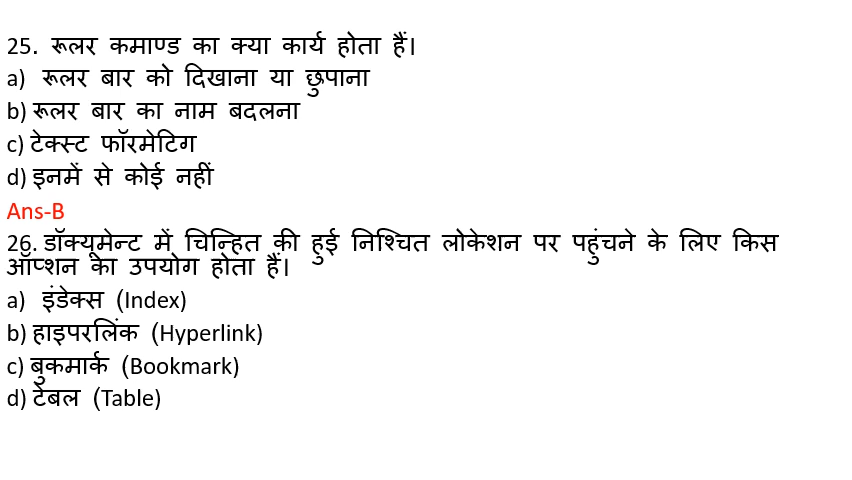 25. रूलर कमाण्ड का क्या कार्य होता हैं।
a) रूलर बार को दिखाना या छुपाना
b) रूलर बार का नाम बदलना
c) टेक्स्ट फॉरमेटिग
d) इनमें से कोई नहीं
Ans-B
26. डॉक्यूमेन्ट में चिन्हित की हुई निश्चित लोकेशन पर पहुंचने के लिए किस
ऑप्शन का उपयोग होता हैं।
a) इंडेक्स (Index)
b) हाइपरलिंक (Hyperlink)
c) बुकमार्क (Bookmark)
d) टेबल (Table)